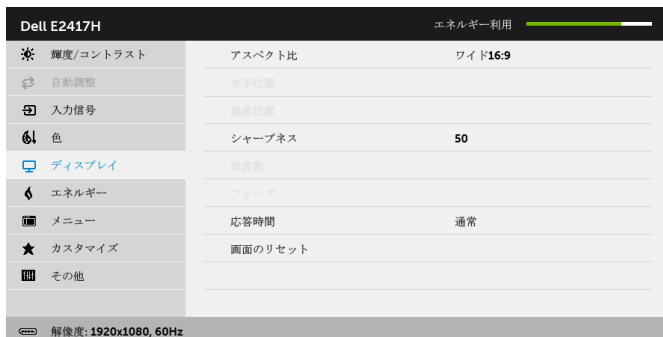 Dell E2417H エネルギー利用
輝度/コントラスト アスペクト比 ワイド16:9
自動調整 水平位置
入力信号 垂直位置
色 シャープネス 50
ディスプレイ 周波数
エネルギー フェーズ
メニュー 応答時間 通常
カスタマイズ 画面のリセット
その他
解像度: 1920x1080, 60Hz